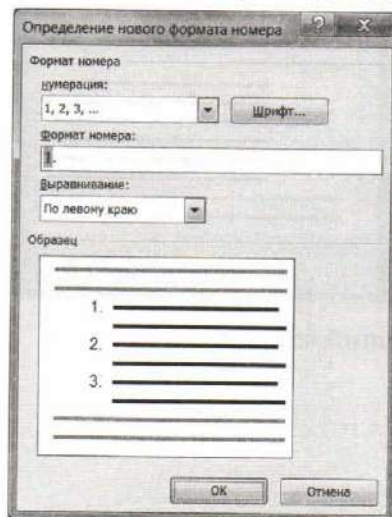 Определение нового формата номера
Формат номера
нумерация:
1, 2, 3, ...
Шрифт...
Формат номера:
1.
Выравнивание:
По левому краю
Образец
1.
2.
3.
ОК
Отмена